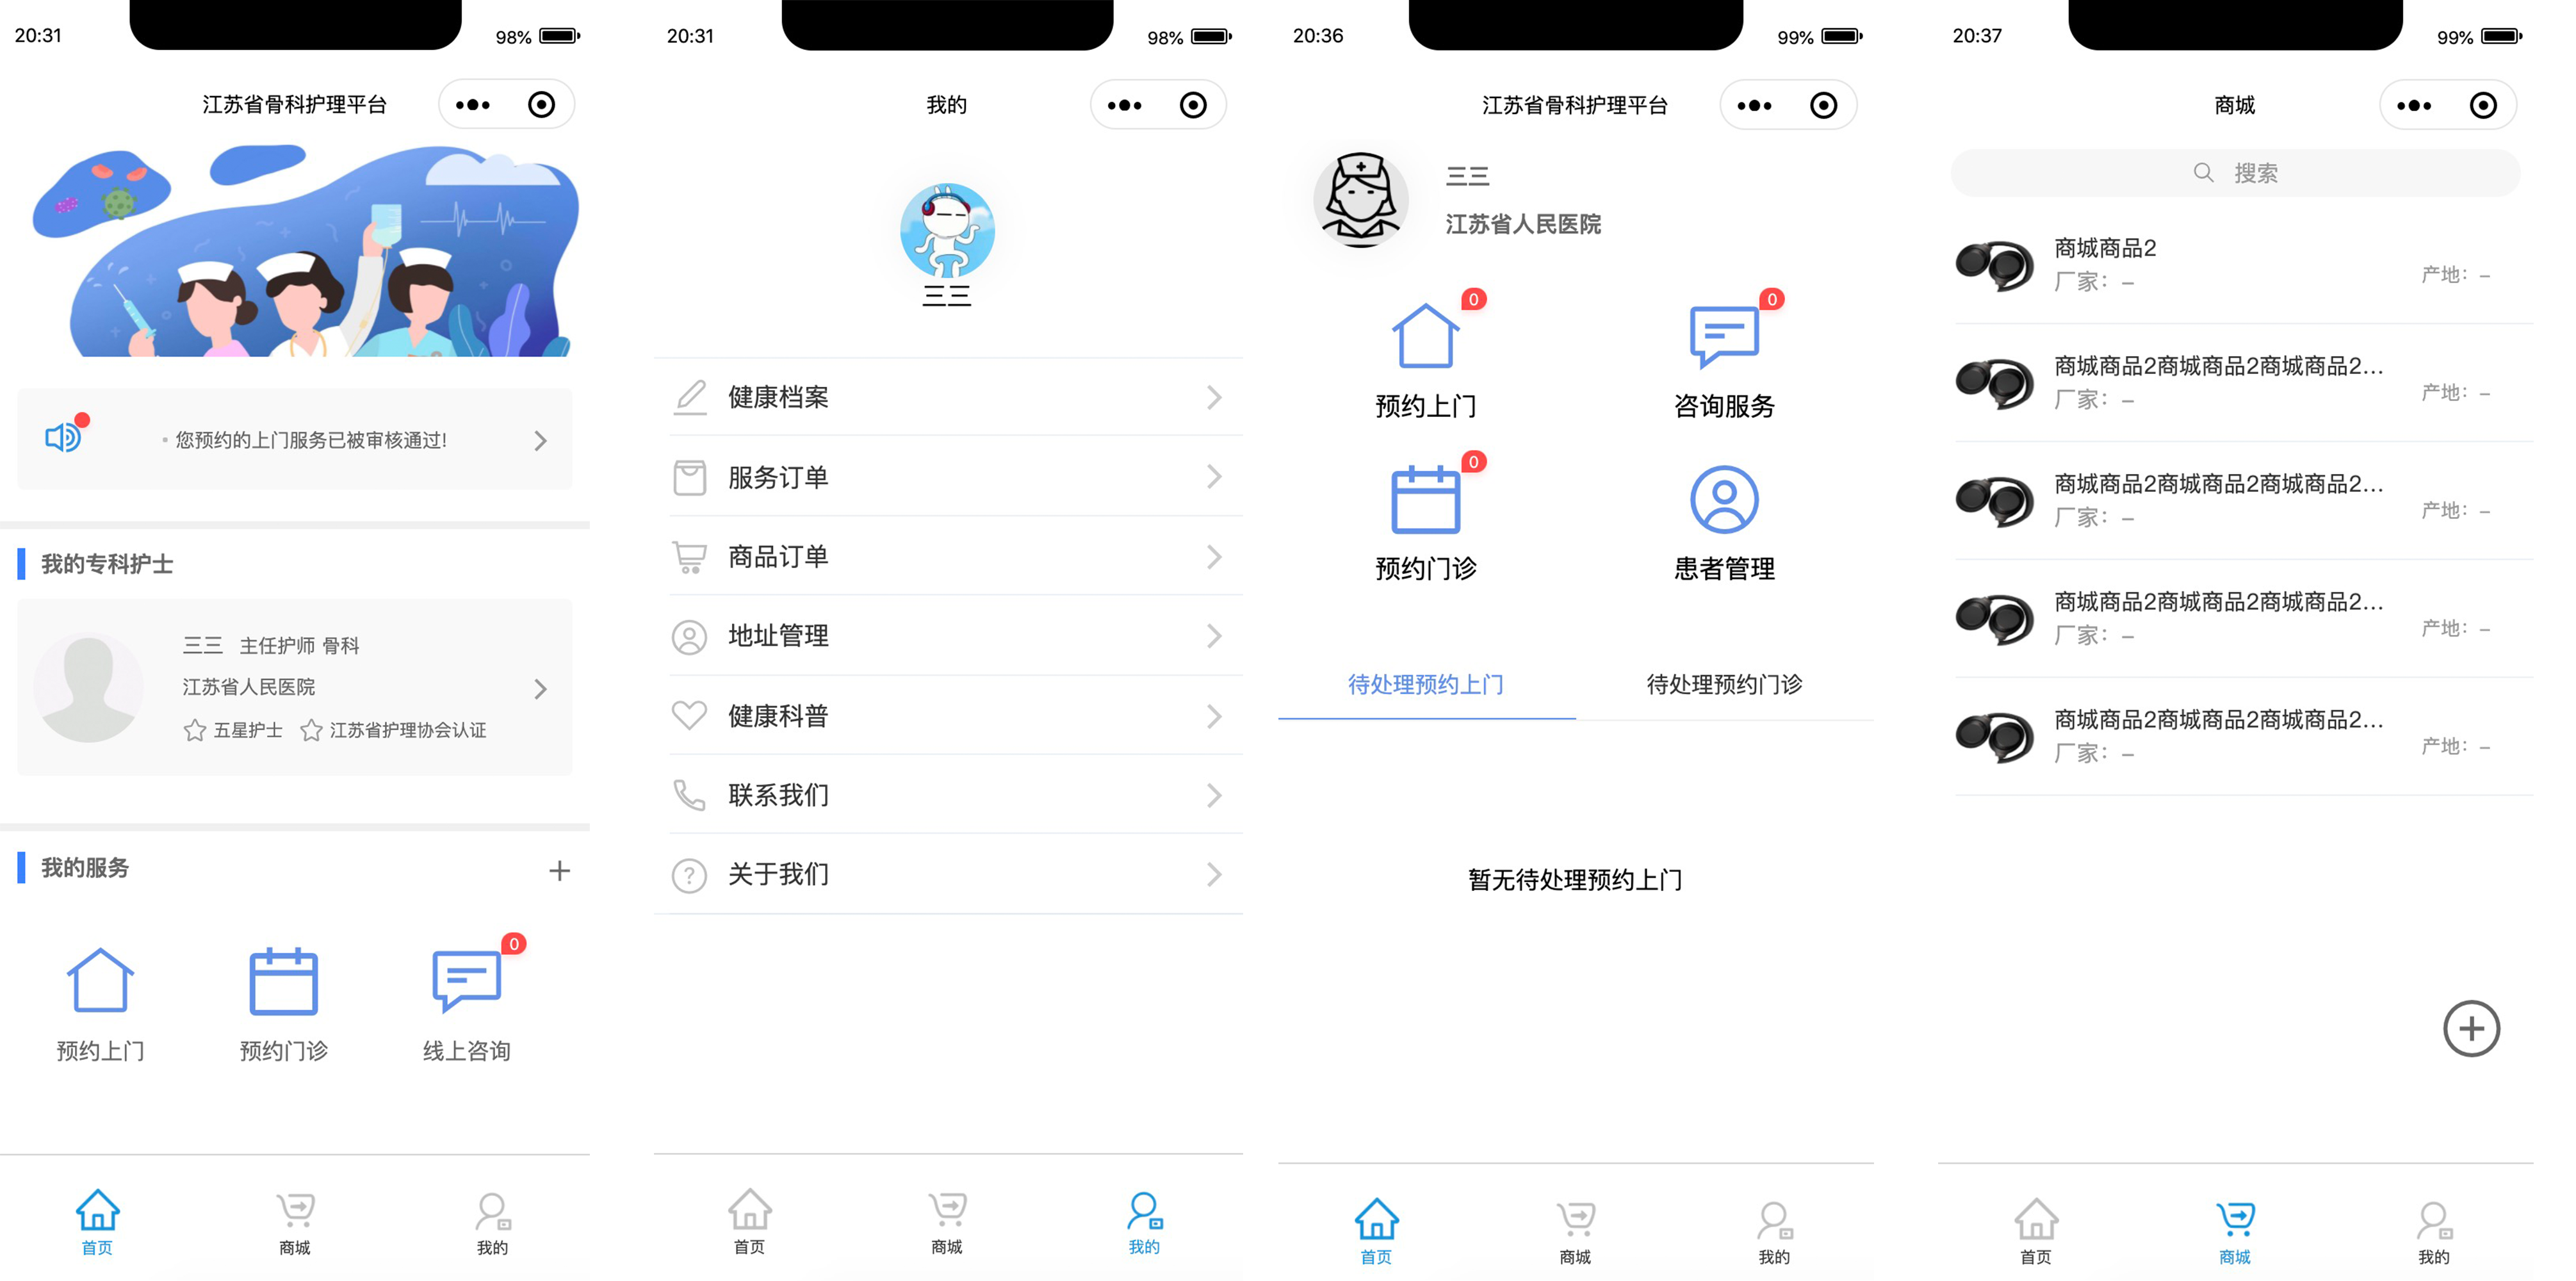 20:31
98%
江苏省骨科护理平台
您预约的上门服务已被审核通过!
我的专科护士
三三 主任护师 骨科
江苏省人民医院
五星护士 江苏省护理协会认证
我的服务
0
预约上门 预约门诊 线上咨询
首页 商城 我的
20:31
98%
我的
三三
健康档案
服务订单
商品订单
地址管理
健康科普
联系我们
关于我们
首页 商城 我的
20:36
99%
江苏省骨科护理平台
三三
江苏省人民医院
0 0
预约上门 咨询服务
0
预约门诊 患者管理
待处理预约上门 待处理预约门诊
暂无待处理预约上门
首页 商城 我的
20:37
99%
商城
搜索
商城商品2
厂家：- 产地：-
商城商品2商城商品2商城商品2...
厂家：- 产地：-
商城商品2商城商品2商城商品2...
厂家：- 产地：-
商城商品2商城商品2商城商品2...
厂家：- 产地：-
商城商品2商城商品2商城商品2...
厂家：- 产地：-
首页 商城 我的